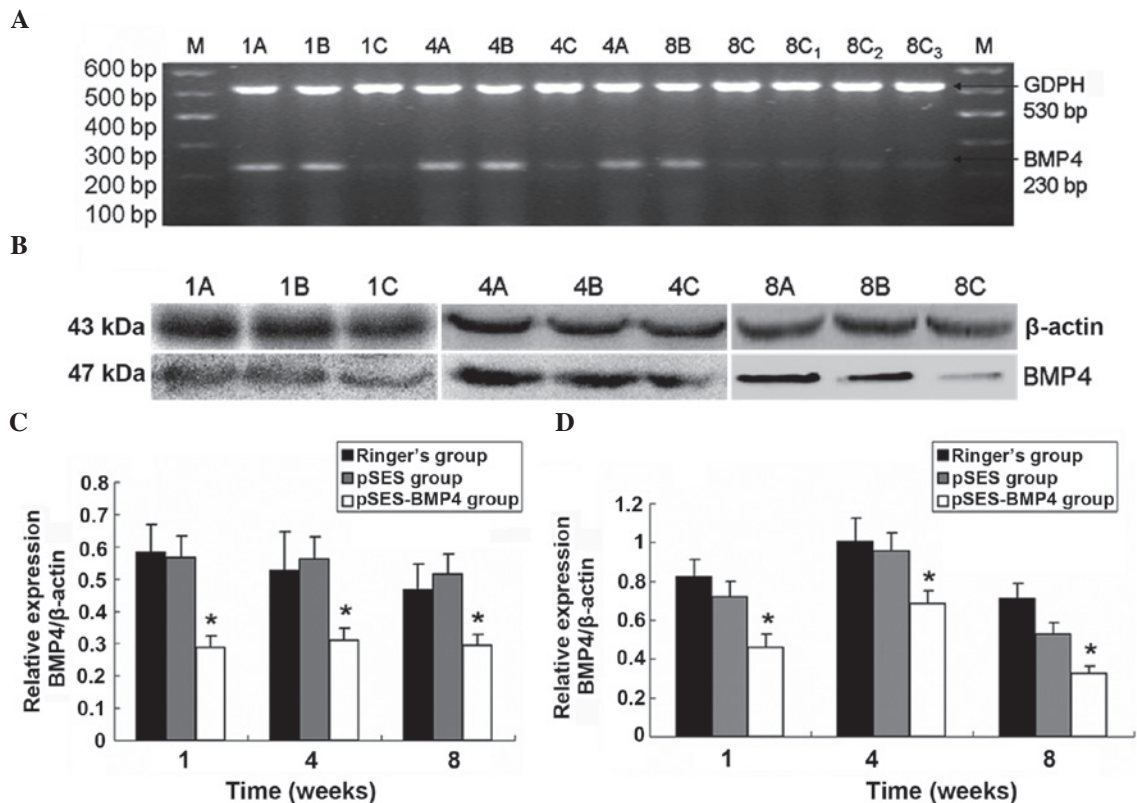 A
M 1A 1B 1C 4A 4B 4C 4A 8B 8C 8C₁ 8C₂ 8C₃ M
600 bp
500 bp
400 bp
300 bp
200 bp
100 bp
GDPH
530 bp
BMP4
230 bp
B
1A 1B 1C 4A 4B 4C 8A 8B 8C
43 kDa β-actin
47 kDa BMP4
C
Ringer's group
pSES group
pSES-BMP4 group
Relative expression
BMP4/β-actin
0.8
0.7
0.6
0.5
0.4
0.3
0.2
0.1
0
* * *
1 4 8
Time (weeks)
D
Ringer's group
pSES group
pSES-BMP4 group
Relative expression
BMP4/β-actin
1.2
1
0.8
0.6
0.4
0.2
0
* * *
1 4 8
Time (weeks)